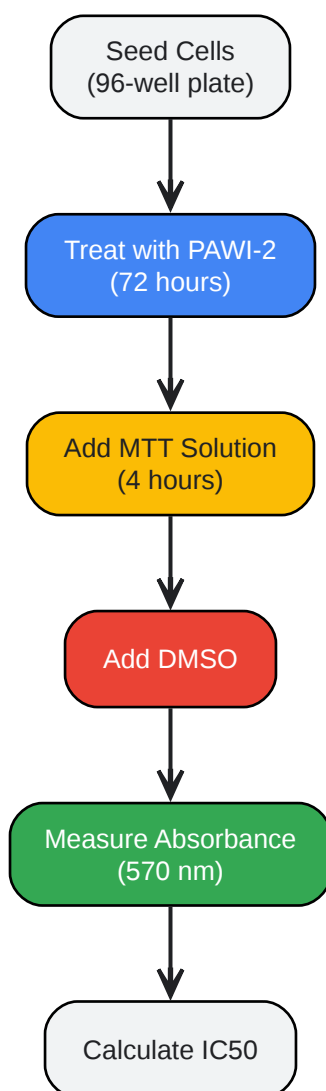 Seed Cells
(96-well plate)
Treat with PAWI-2
(72 hours)
Add MTT Solution
(4 hours)
Add DMSO
Measure Absorbance
(570 nm)
Calculate IC50